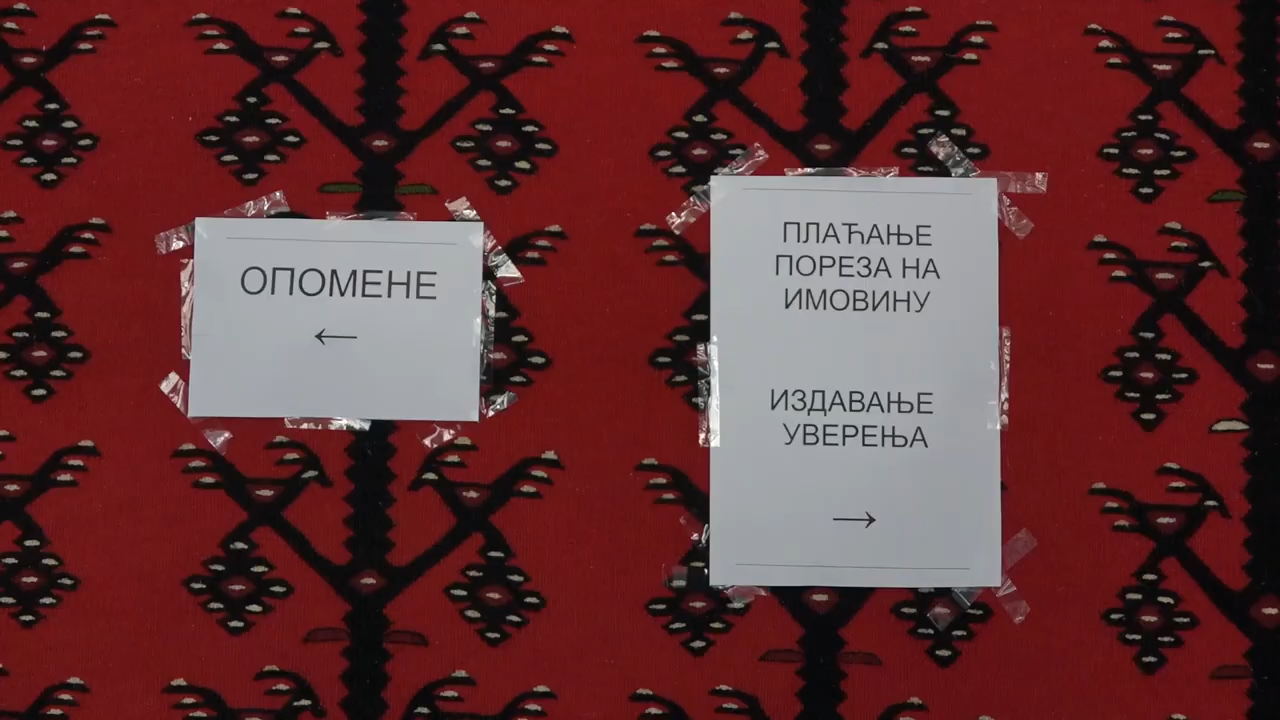 ОПОМЕНЕ
←
ПЛАЋАЊЕ
ПОРЕЗА НА
ИМОВИНУ
ИЗДАВАЊЕ
УВЕРЕЊА
→